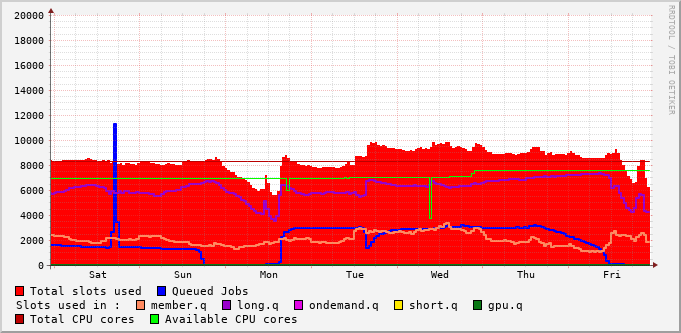 20000
18000
16000
14000
12000
10000
8000
6000
4000
2000
0
Sat Sun Mon Tue Wed Thu Fri
RRDTOOL / TOBI OETIKER
Total slots used Queued Jobs
Slots used in : member.q long.q ondemand.q short.q gpu.q
Total CPU cores Available CPU cores